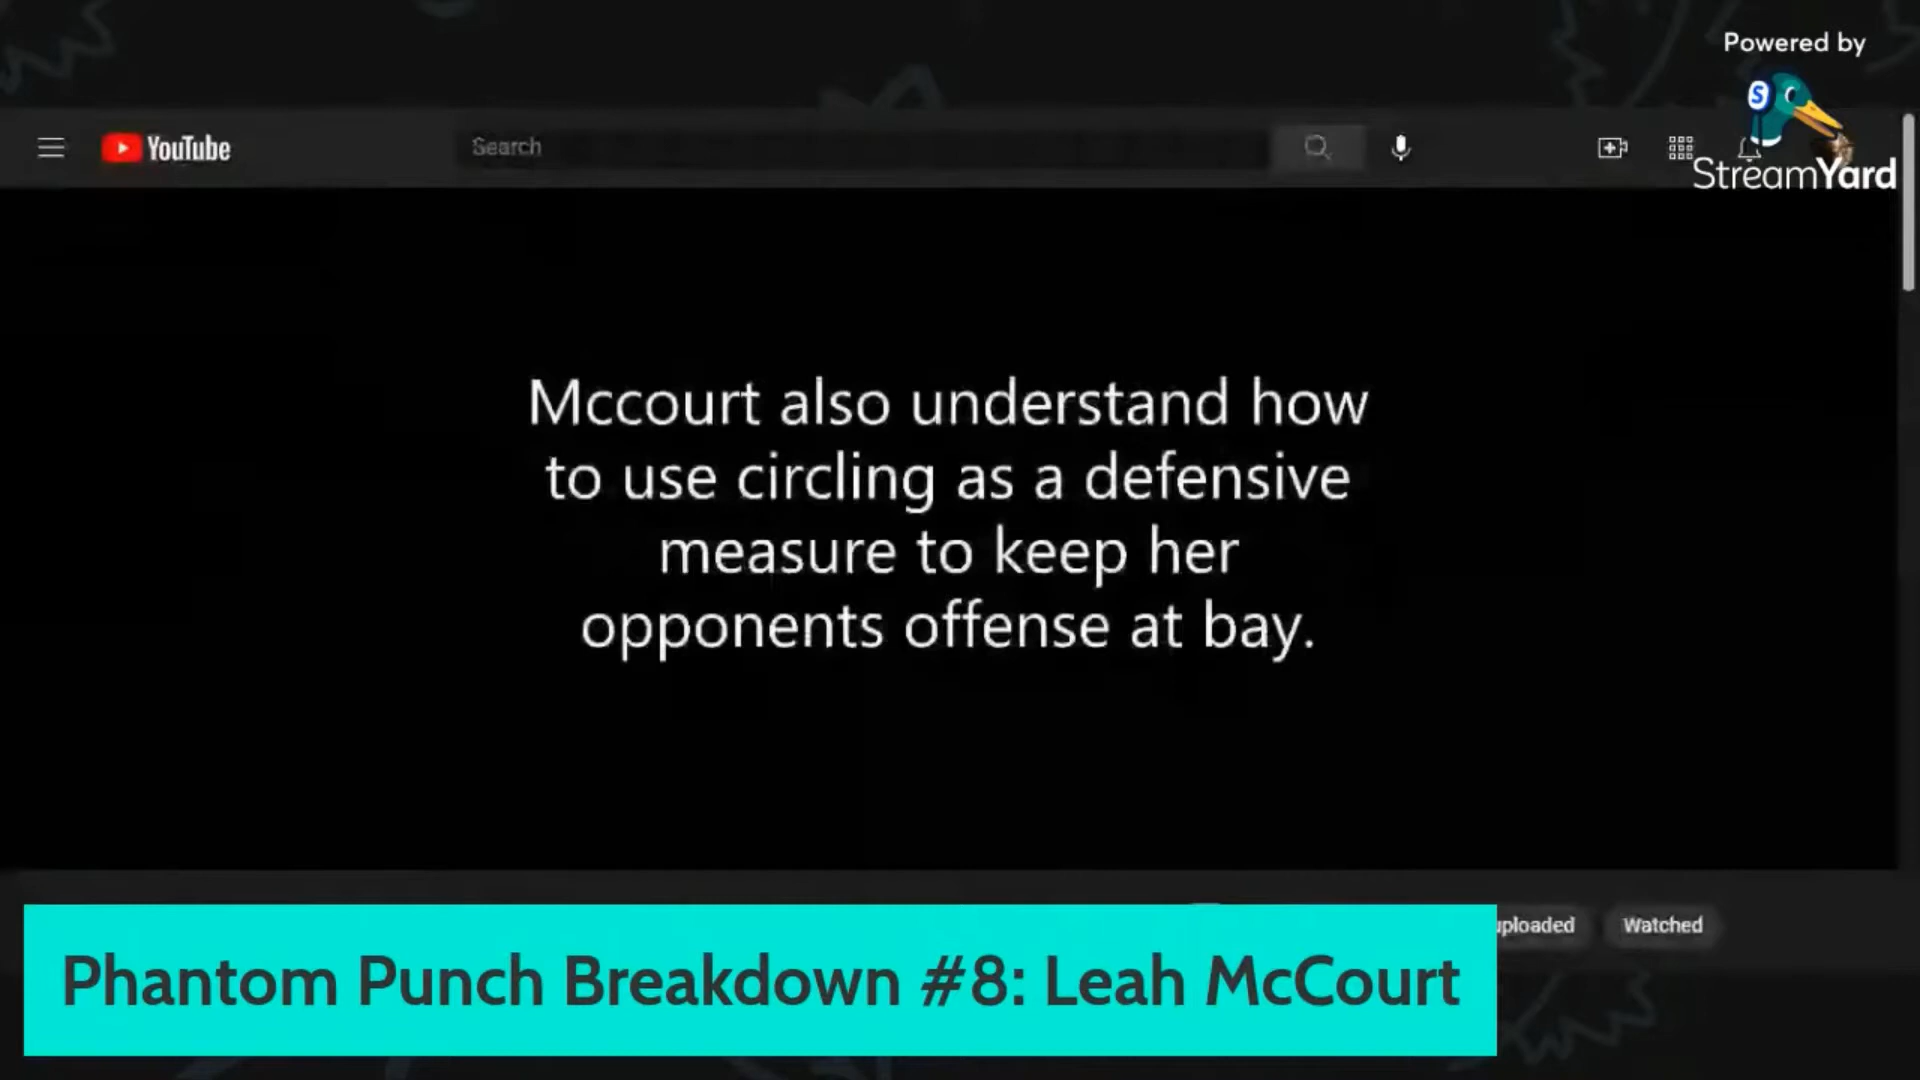 Powered by
YouTube
Search
StreamYard
Mccourt also understand how
to use circling as a defensive
measure to keep her
opponents offense at bay.
uploaded
Watched
Phantom Punch Breakdown #8: Leah McCourt